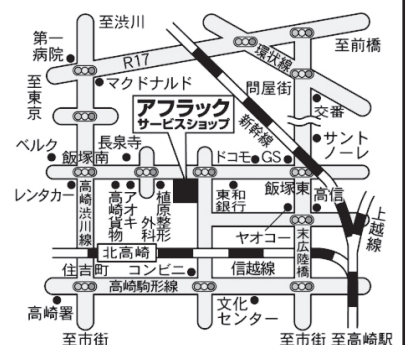 至渋川
第一
病院
R17
環状線
至前橋
至東京
マクドナルド
問屋街
交番
アフラック
サービスショップ
新幹線
サント
ノーレ
ベルク
飯塚南
長泉寺
ドコモ
GS
レンタカー
高崎渋川線
高崎貨物
アオキ
植原整形
外科
東和
銀行
飯塚東
高信
上越線
ヤオコー
末広陸橋
北高崎
信越線
住吉町
コンビニ
高崎駒形線
高崎署
文化
センター
至市街
至市街
至高崎駅